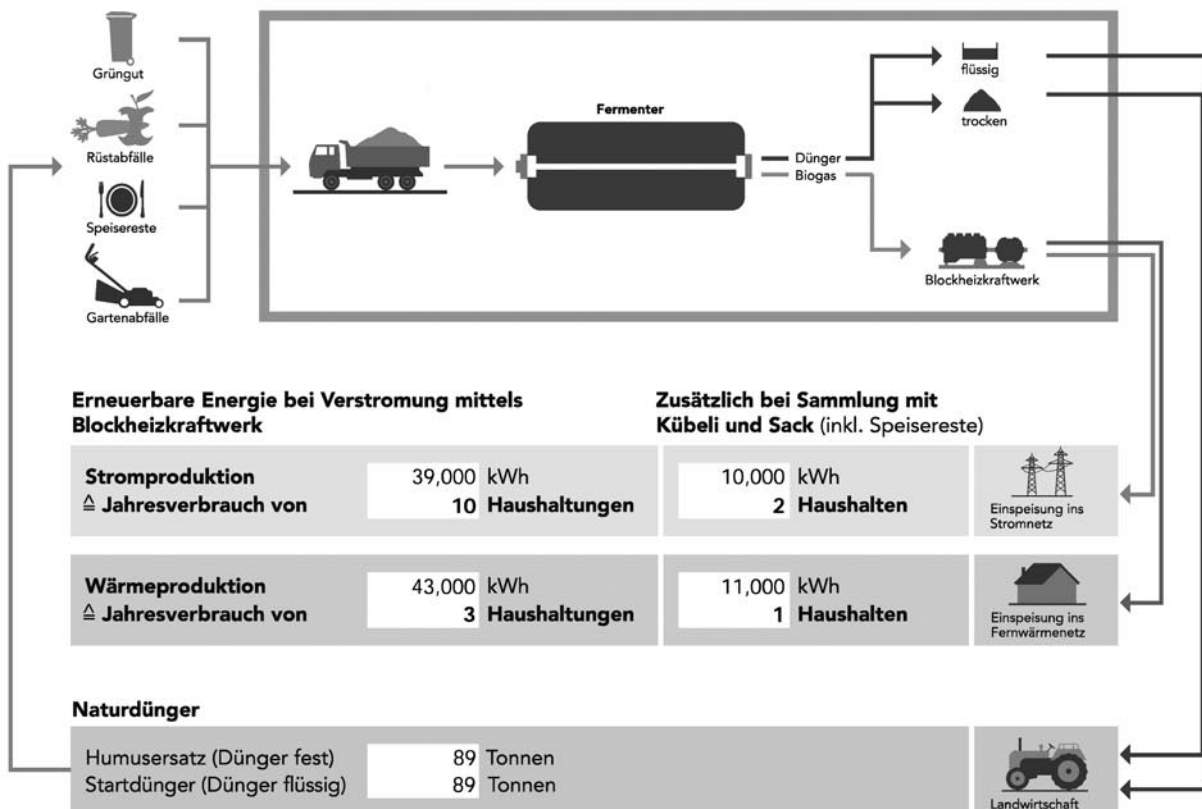 Grüngut
Rüstabfälle
Speisereste
Gartenabfälle
Fermenter
Dünger
Biogas
flüssig
trocken
Blockheizkraftwerk
Erneuerbare Energie bei Verstromung mittels
Blockheizkraftwerk
Zusätzlich bei Sammlung mit
Kübeli und Sack (inkl. Speisereste)
Stromproduktion 39,000 kWh 10,000 kWh
≙ Jahresverbrauch von 10 Haushaltungen 2 Haushalten
Einspeisung ins
Stromnetz
Wärmeproduktion 43,000 kWh 11,000 kWh
≙ Jahresverbrauch von 3 Haushaltungen 1 Haushalten
Einspeisung ins
Fernwärmenetz
Naturdünger
Humusersatz (Dünger fest) 89 Tonnen
Startdünger (Dünger flüssig) 89 Tonnen
Landwirtschaft